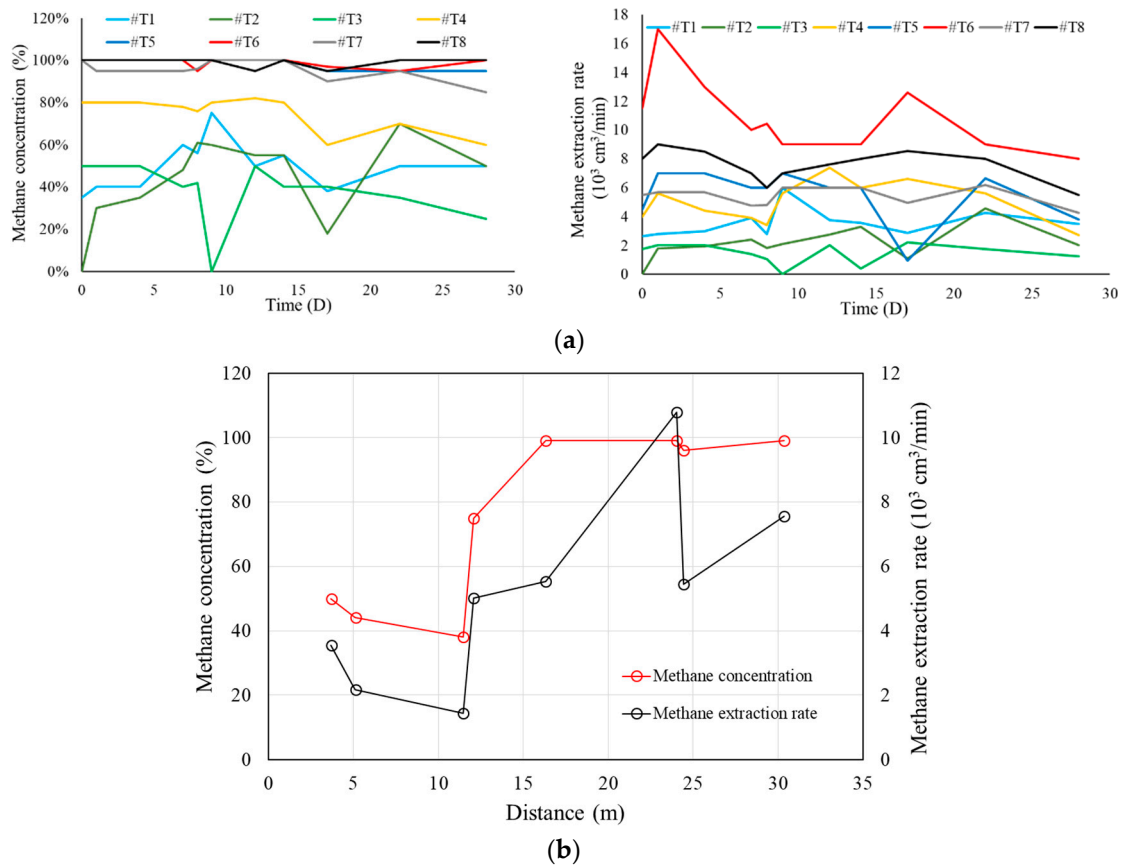 #T1 #T2 #T3 #T4
#T5 #T6 #T7 #T8
Methane concentration (%)
120%
100%
80%
60%
40%
20%
0%
0 5 10 15 20 25 30
Time (D)
#T1 #T2 #T3 #T4 #T5 #T6 #T7 #T8
Methane extraction rate
(10³ cm³/min)
18
16
14
12
10
8
6
4
2
0
0 5 10 15 20 25 30
Time (D)
(a)
Methane concentration (%)
120
100
80
60
40
20
0
0 5 10 15 20 25 30 35
Distance (m)
Methane concentration
Methane extraction rate
12
10
8
6
4
2
0
Methane extraction rate (10³ cm³/min)
(b)